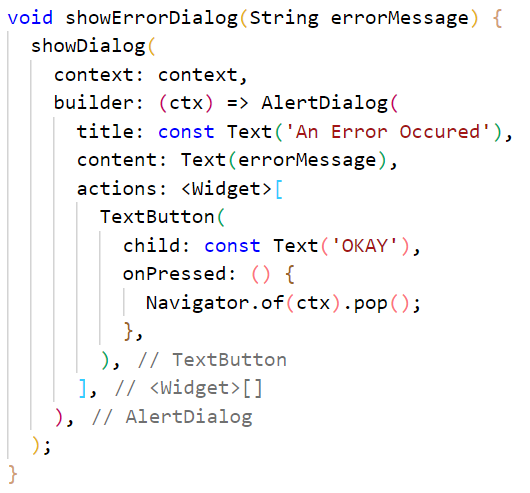 void showErrorDialog(String errorMessage) {
showDialog(
context: context,
builder: (ctx) => AlertDialog(
title: const Text('An Error Occured'),
content: Text(errorMessage),
actions: <Widget>[
TextButton(
child: const Text('OKAY'),
onPressed: () {
Navigator.of(ctx).pop();
},
), // TextButton
], // <Widget>[]
), // AlertDialog
);
}